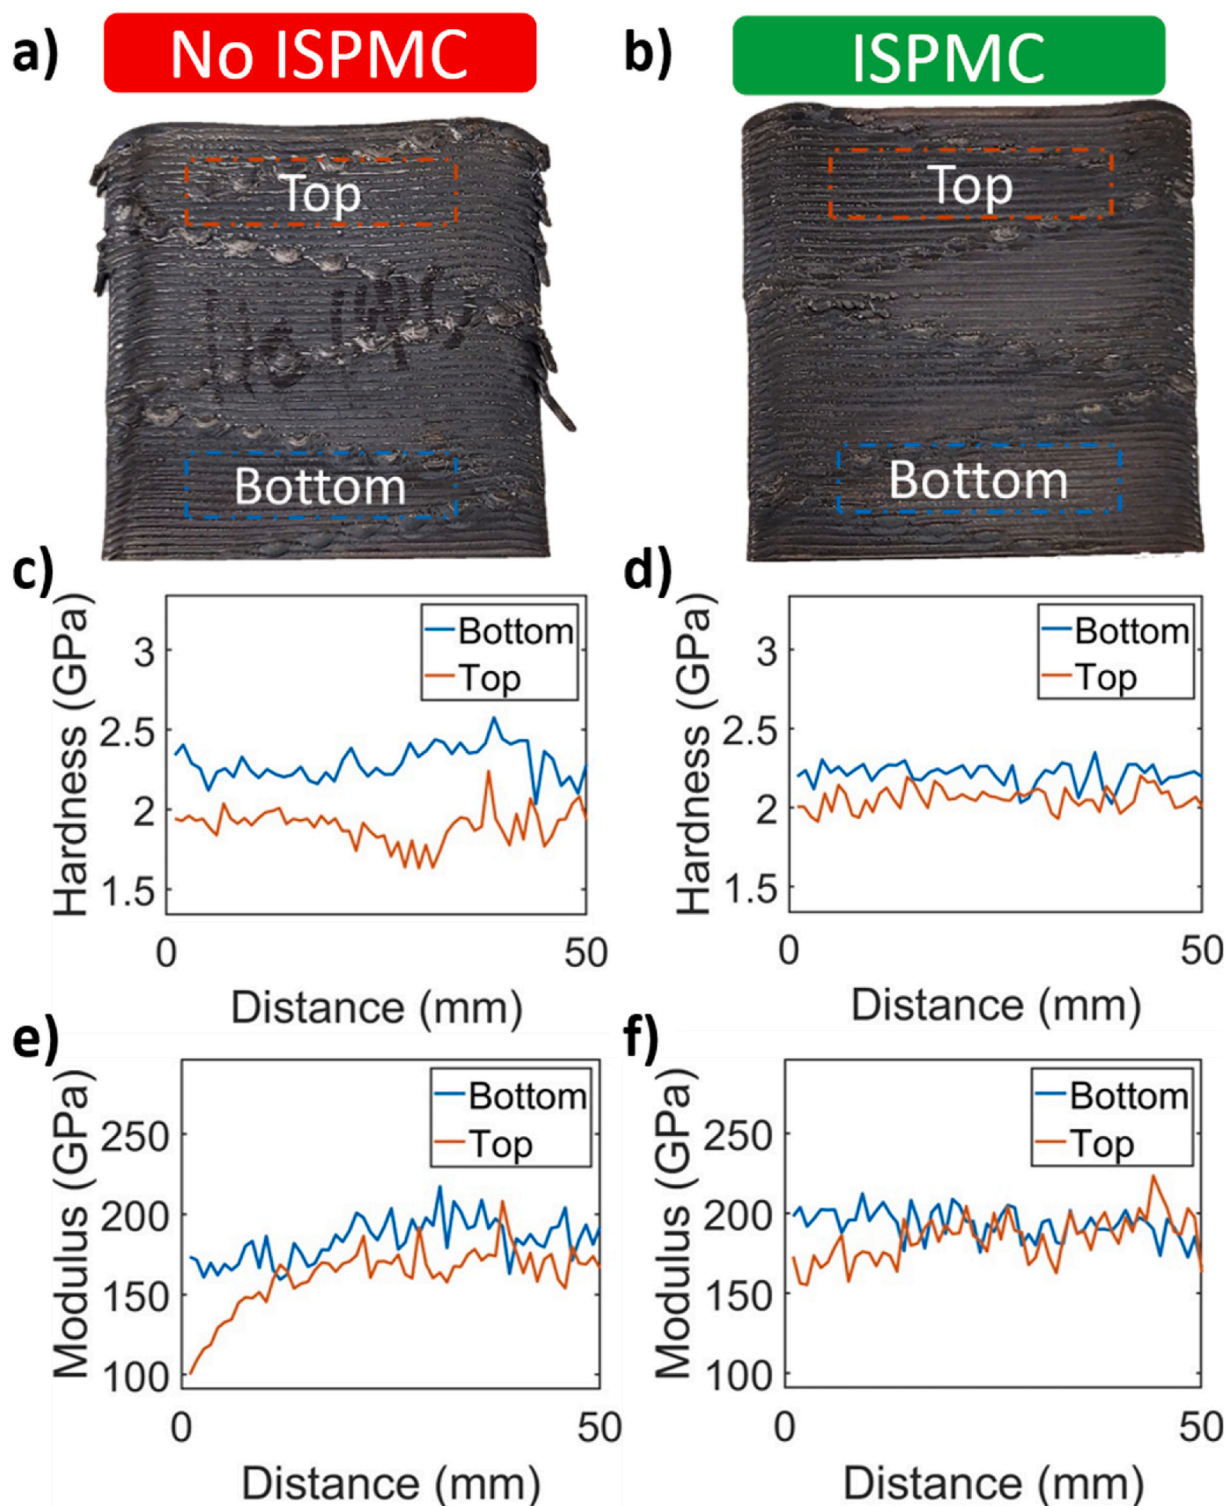 a)
No ISPMC
b)
ISPMC
Top
Top
Bottom
Bottom
c)
Hardness (GPa)
3
2.5
2
1.5
Bottom
Top
0
50
Distance (mm)
d)
Hardness (GPa)
3
2.5
2
1.5
Bottom
Top
0
50
Distance (mm)
e)
Modulus (GPa)
250
200
150
100
Bottom
Top
0
50
Distance (mm)
f)
Modulus (GPa)
250
200
150
100
Bottom
Top
0
50
Distance (mm)